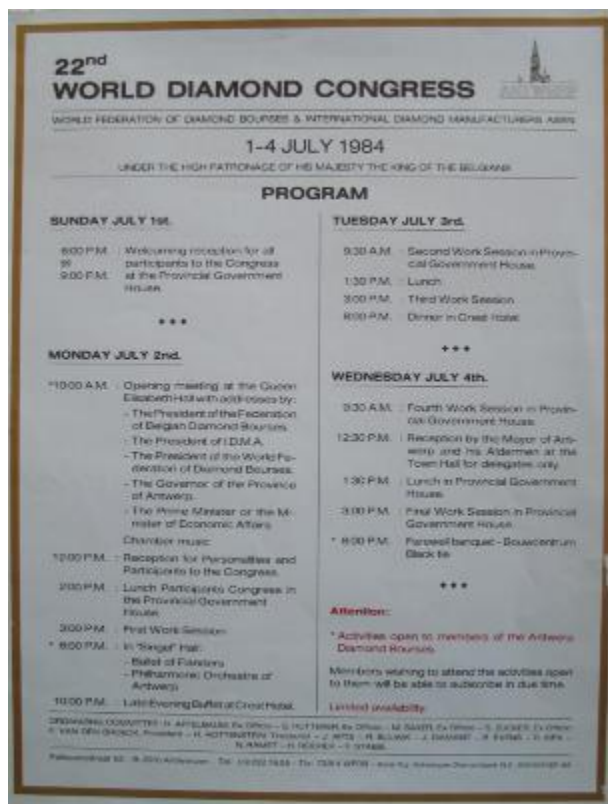 22nd
WORLD DIAMOND CONGRESS
ANTWERP
WORLD FEDERATION OF DIAMOND BOURSES & INTERNATIONAL DIAMOND MANUFACTURERS ASSN.
1-4 JULY 1984
UNDER THE HIGH PATRONAGE OF HIS MAJESTY THE KING OF THE BELGIANS
PROGRAM
SUNDAY JULY 1st.
6:00 P.M. : Welcoming reception for all
participants to the Congress
9:00 P.M. at the Provincial Government
House.
MONDAY JULY 2nd.
*10:00 A.M. : Opening meeting at the Queen
Elisabeth Hall with addresses by:
- The President of the Federation
of Belgian Diamond Bourses.
- The President of I.D.M.A.
- The President of the World Fe-
deration of Diamond Bourses.
- The Governor of the Province
of Antwerp.
- The Prime Minister or the Mi-
nister of Economic Affairs
Chamber music
12:00 P.M. : Reception for Personalities and
Participants to the Congress.
2:00 P.M. : Lunch Participants Congress in
the Provincial Government
House.
3:00 P.M. : First Work Session
* 8:00 P.M. : In "Singel" Hall:
- Ballet of Flanders
- Philharmonic Orchestra of
Antwerp
10:00 P.M. : Late Evening Buffet at Crest Hotel.
TUESDAY JULY 3rd.
9:30 A.M. : Second Work Session in Provin-
cial Government House.
1:30 P.M. : Lunch
3:00 P.M. : Third Work Session
8:00 P.M. : Dinner in Crest Hotel
WEDNESDAY JULY 4th.
9:30 A.M. : Fourth Work Session in Provin-
cial Government House.
12:30 P.M. : Reception by the Mayor of Ant-
werp and his Aldermen at the
Town Hall for delegates only.
1:30 P.M. : Lunch in Provincial Government
House.
3:00 P.M. : Final Work Session in Provincial
Government House.
* 8:00 P.M. : Farewell banquet - Bouwcentrum
Black tie
Attention:
* Activities open to members of the Antwerp
Diamond Bourses.
Members wishing to attend the activities open
to them will be able to subscribe in due time.
Limited availability.
ORGANISING COMMITTEE: